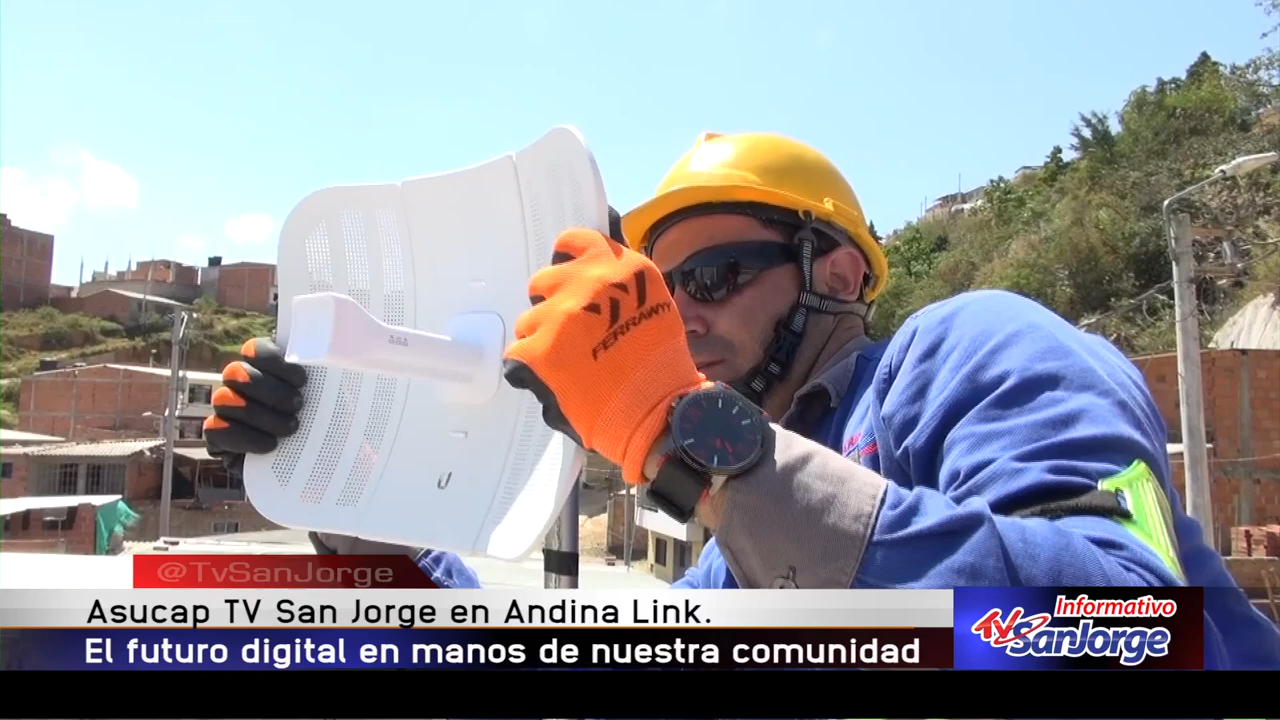 FERRAWYY
@TvSanJorge
Asucap TV San Jorge en Andina Link.
El futuro digital en manos de nuestra comunidad
Informativo
TV SanJorge